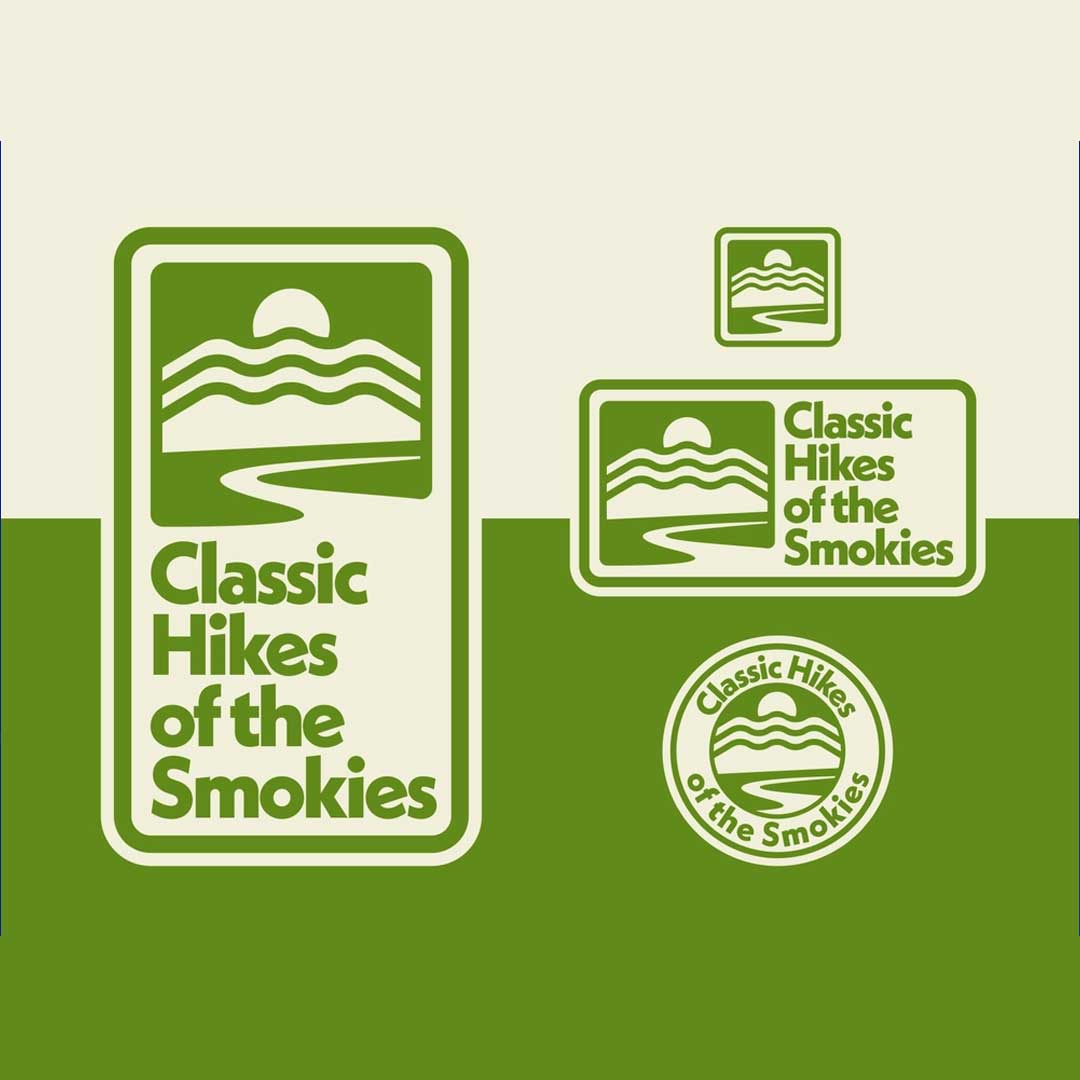 Classic
Hikes
of the
Smokies
Classic
Hikes
of the
Smokies
Classic Hikes
of the Smokies